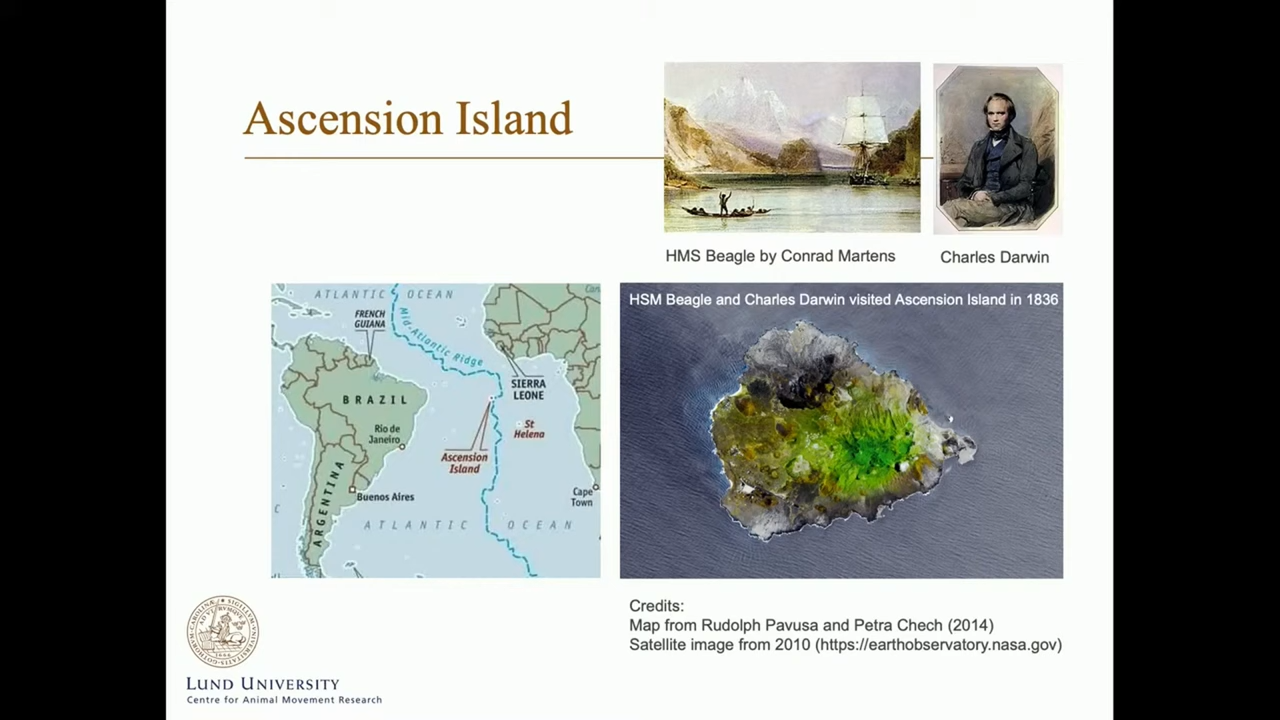 Ascension Island
HMS Beagle by Conrad Martens
Charles Darwin
ATLANTIC OCEAN
FRENCH
GUIANA
Mid-Atlantic Ridge
BRAZIL
SIERRA
LEONE
Rio de
Janeiro
St
Helena
Ascension
Island
ARGENTINA
Buenos Aires
Cape
Town
ATLANTIC OCEAN
HSM Beagle and Charles Darwin visited Ascension Island in 1836
Credits:
Map from Rudolph Pavusa and Petra Chech (2014)
Satellite image from 2010 (https://earthobservatory.nasa.gov)
LUND UNIVERSITY
Centre for Animal Movement Research